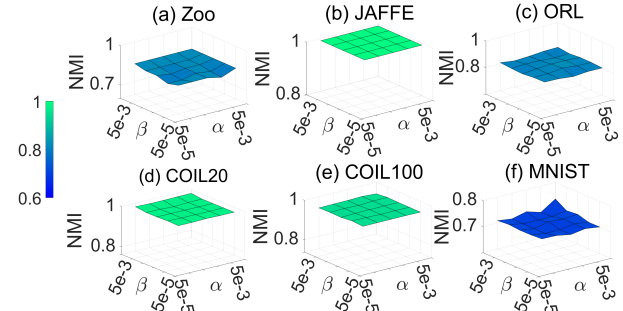 (a) Zoo
(b) JAFFE
(c) ORL
1
0.7
NMI
5e-3
β
5e-5
5e-5
α
5e-3
1
0.8
NMI
5e-3
β
5e-5
5e-5
α
5e-3
1
0.8
NMI
5e-3
β
5e-5
5e-5
α
5e-3
1
0.8
0.6
(d) COIL20
(e) COIL100
(f) MNIST
1
0.8
NMI
5e-3
β
5e-5
5e-5
α
5e-3
1
0.8
NMI
5e-3
β
5e-5
5e-5
α
5e-3
0.8
0.7
NMI
5e-3
β
5e-5
5e-5
α
5e-3